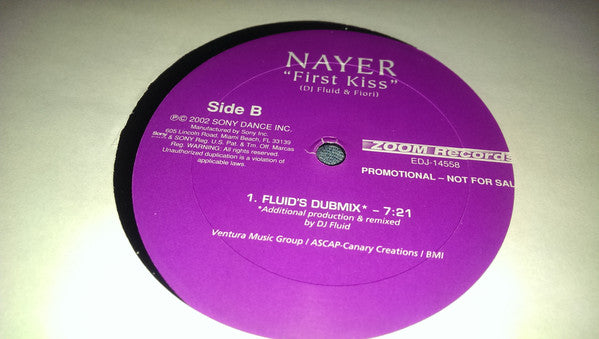 NAYER
"First Kiss"
(DJ Fluid & Fiori)
Side B
℗© 2002 SONY DANCE INC.
Manufactured by Sony Inc.
605 Lincoln Road, Miami Beach, FL 33139
Sony & SONY Reg. U.S. Pat. & Tm. Off. Marcas
Reg. WARNING: All rights reserved.
Unauthorized duplication is a violation of
applicable laws.
ZOOM Records
EDJ-14558
PROMOTIONAL ~ NOT FOR SAL
1. FLUID'S DUBMIX* – 7:21
*Additional production & remixed
by DJ Fluid
Ventura Music Group / ASCAP-Canary Creations / BMI